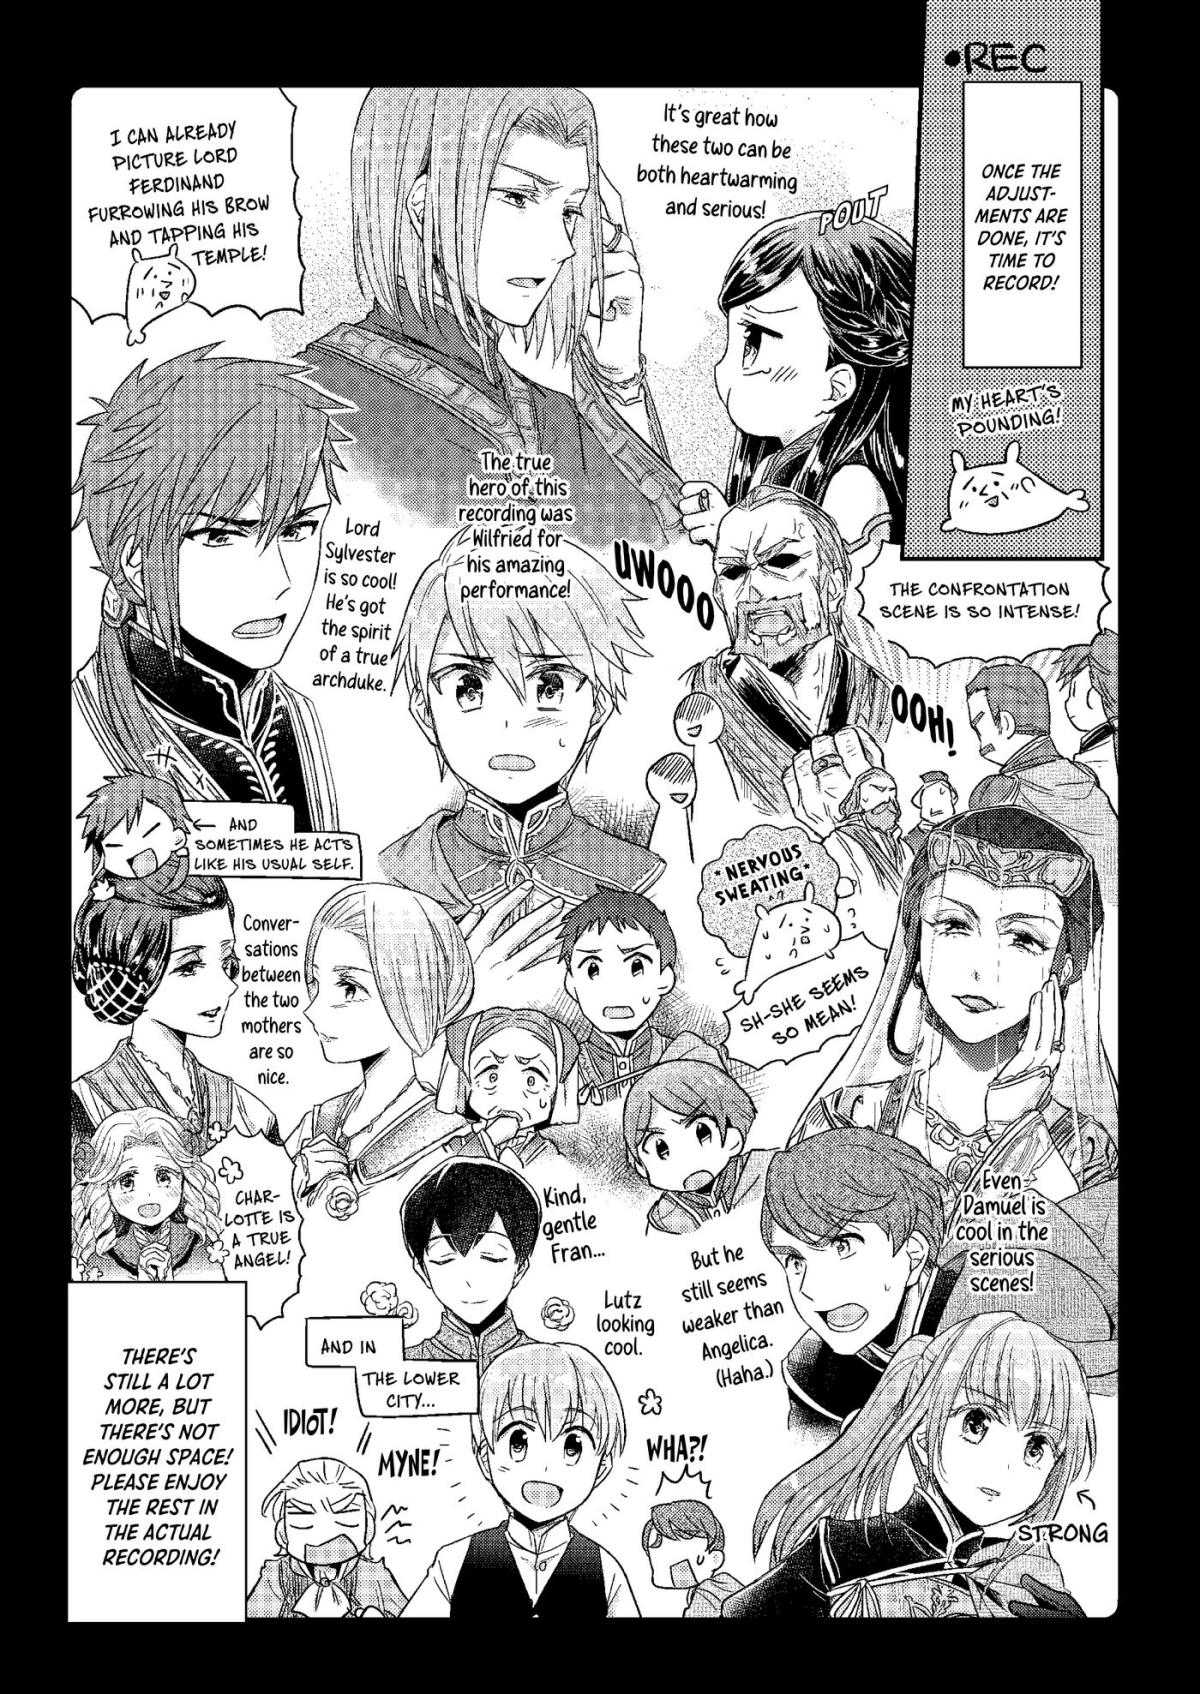 •REC
ONCE THE
ADJUST-
MENTS ARE
DONE, IT'S
TIME TO
RECORD!
MY HEART'S
POUNDING!
It's great how
these two can be
both heartwarming
and serious!
POUT
I CAN ALREADY
PICTURE LORD
FERDINAND
FURROWING HIS BROW
AND TAPPING HIS
TEMPLE!
THE CONFRONTATION
SCENE IS SO INTENSE!
UWOOO
OOH!
The true
hero of this
recording was
Wilfried for
his amazing
performance!
Lord
Sylvester
is so cool!
He's got
the spirit
of a true
archduke.
← AND
SOMETIMES HE ACTS
LIKE HIS USUAL SELF.
*NERVOUS
SWEATING*
SH-SHE SEEMS
SO MEAN!
Conver-
sations
between
the two
mothers
are so
nice.
CHAR-
LOTTE IS
A TRUE
ANGEL!
Kind,
gentle
Fran...
Even
Damuel is
cool in the
serious
scenes!
But he
still seems
weaker than
Angelica.
(Haha.)
STRONG
WHA?!
Lutz
looking
cool.
AND IN
THE LOWER
CITY...
MYNE!
IDIOT!
THERE'S
STILL A LOT
MORE, BUT
THERE'S NOT
ENOUGH SPACE!
PLEASE ENJOY
THE REST IN
THE ACTUAL
RECORDING!